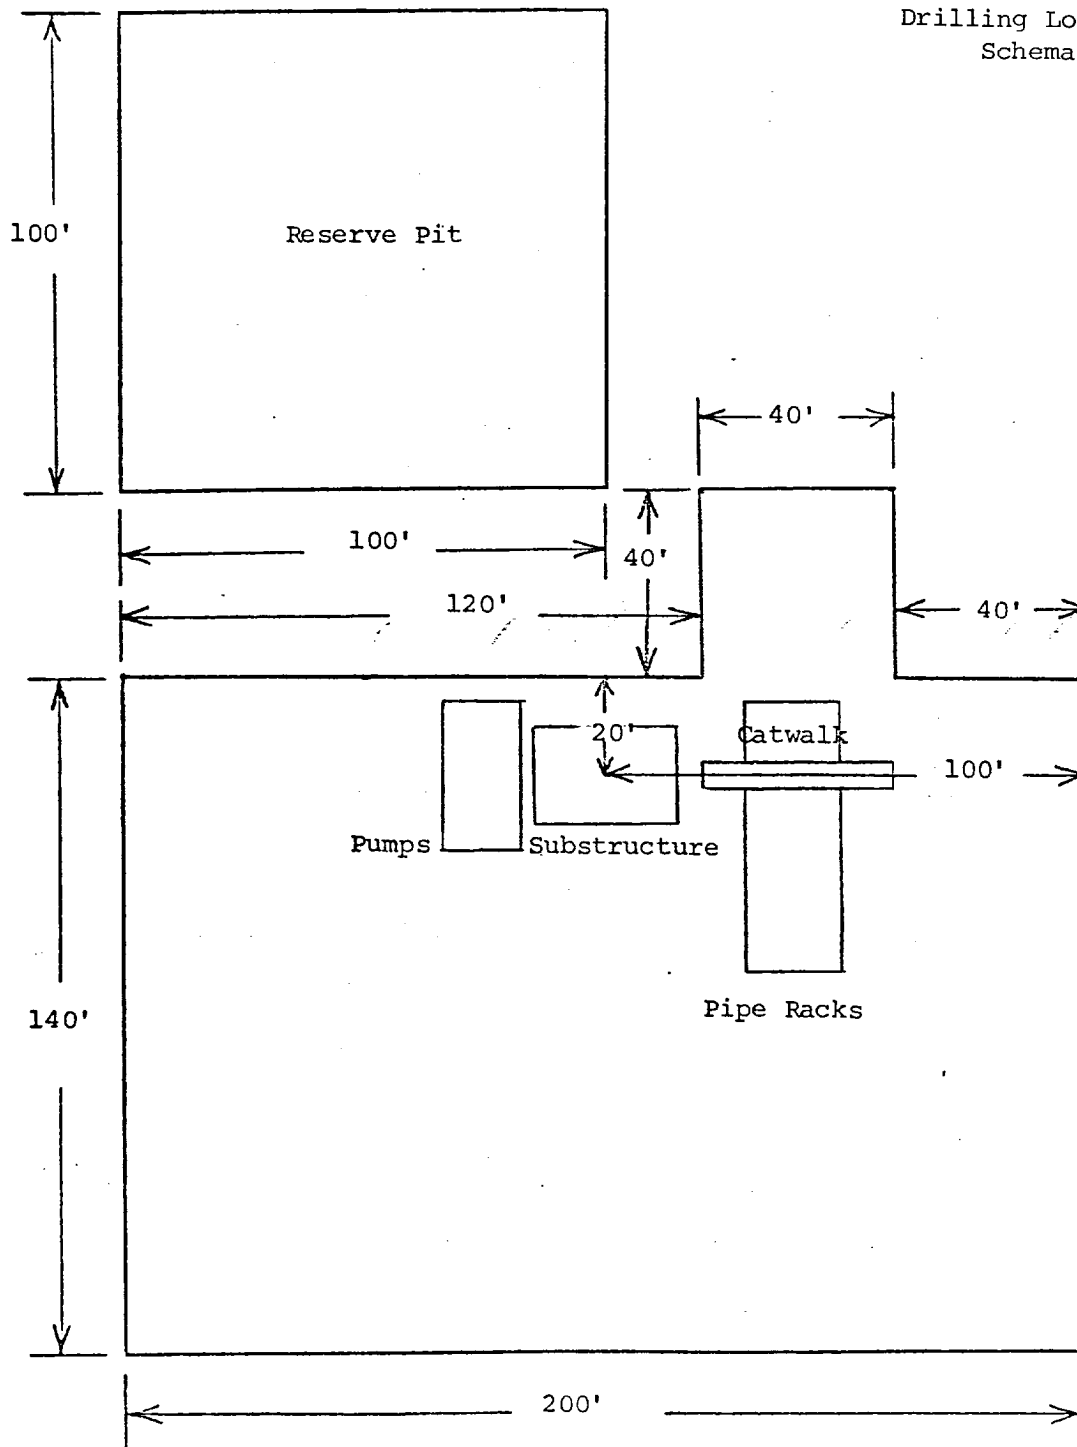 Drilling Lo
Schema
100'
Reserve Pit
40'
100'
40'
120'
40'
20'
Catwalk
100'
Pumps
Substructure
Pipe Racks
140'
200'